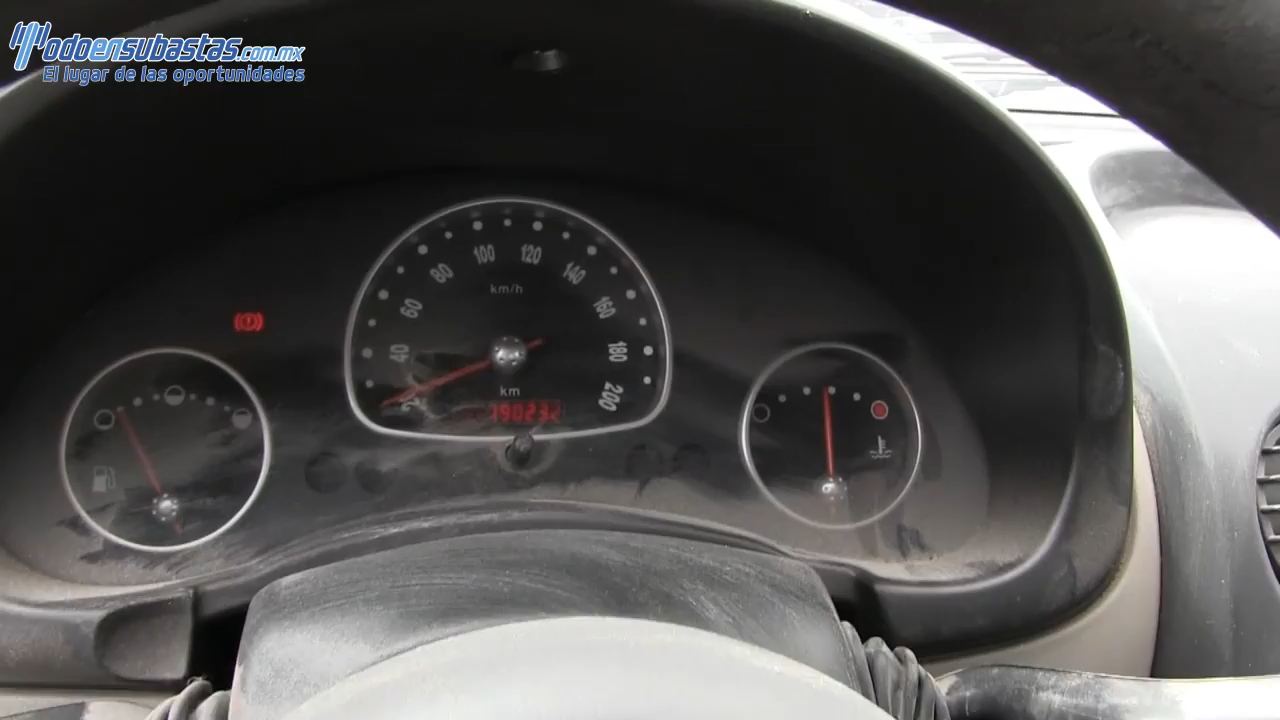 Todoensubastas.com.mx
El lugar de las oportunidades
100 120
80 140
60 160
km/h
40 180
20 200
km
190232